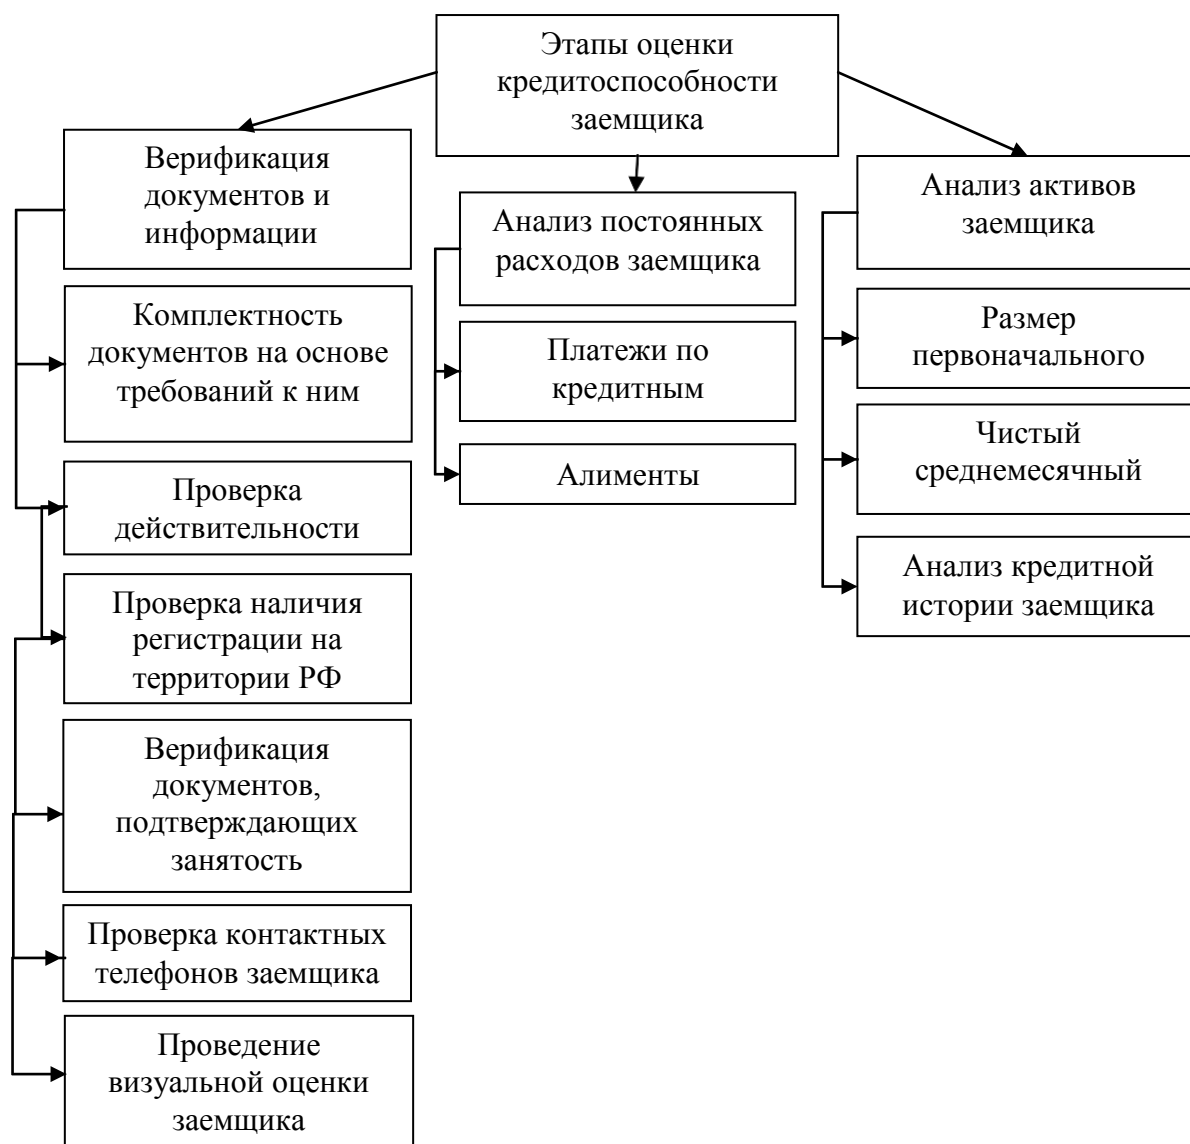 Этапы оценки
кредитоспособности
заемщика
Верификация
документов и
информации
Комплектность
документов на основе
требований к ним
Проверка
действительности
Проверка наличия
регистрации на
территории РФ
Верификация
документов,
подтверждающих
занятость
Проверка контактных
телефонов заемщика
Проведение
визуальной оценки
заемщика
Анализ постоянных
расходов заемщика
Платежи по
кредитным
Алименты
Анализ активов
заемщика
Размер
первоначального
Чистый
среднемесячный
Анализ кредитной
истории заемщика